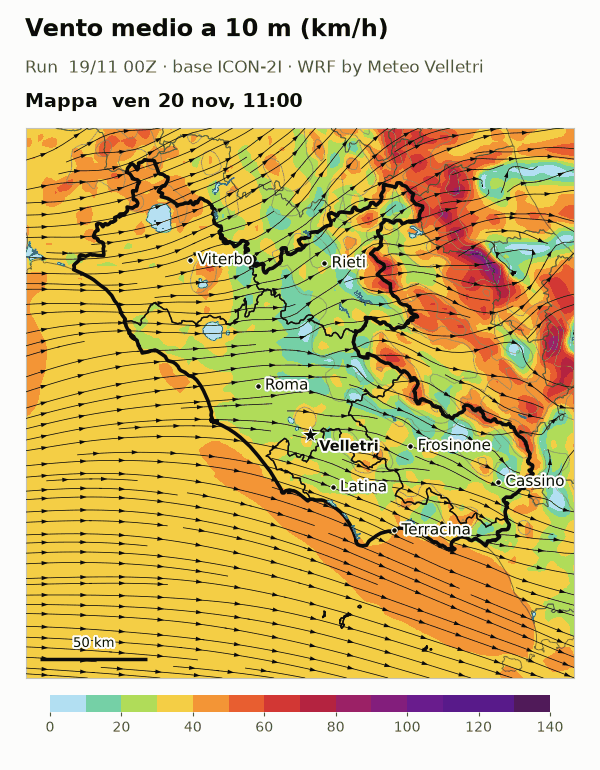 Vento medio a 10 m (km/h)
Run 19/11 00Z · base ICON-2I · WRF by Meteo Velletri
Mappa ven 20 nov, 11:00
Viterbo
Rieti
Roma
Velletri
Frosinone
Cassino
Latina
Terracina
50 km
0 20 40 60 80 100 120 140